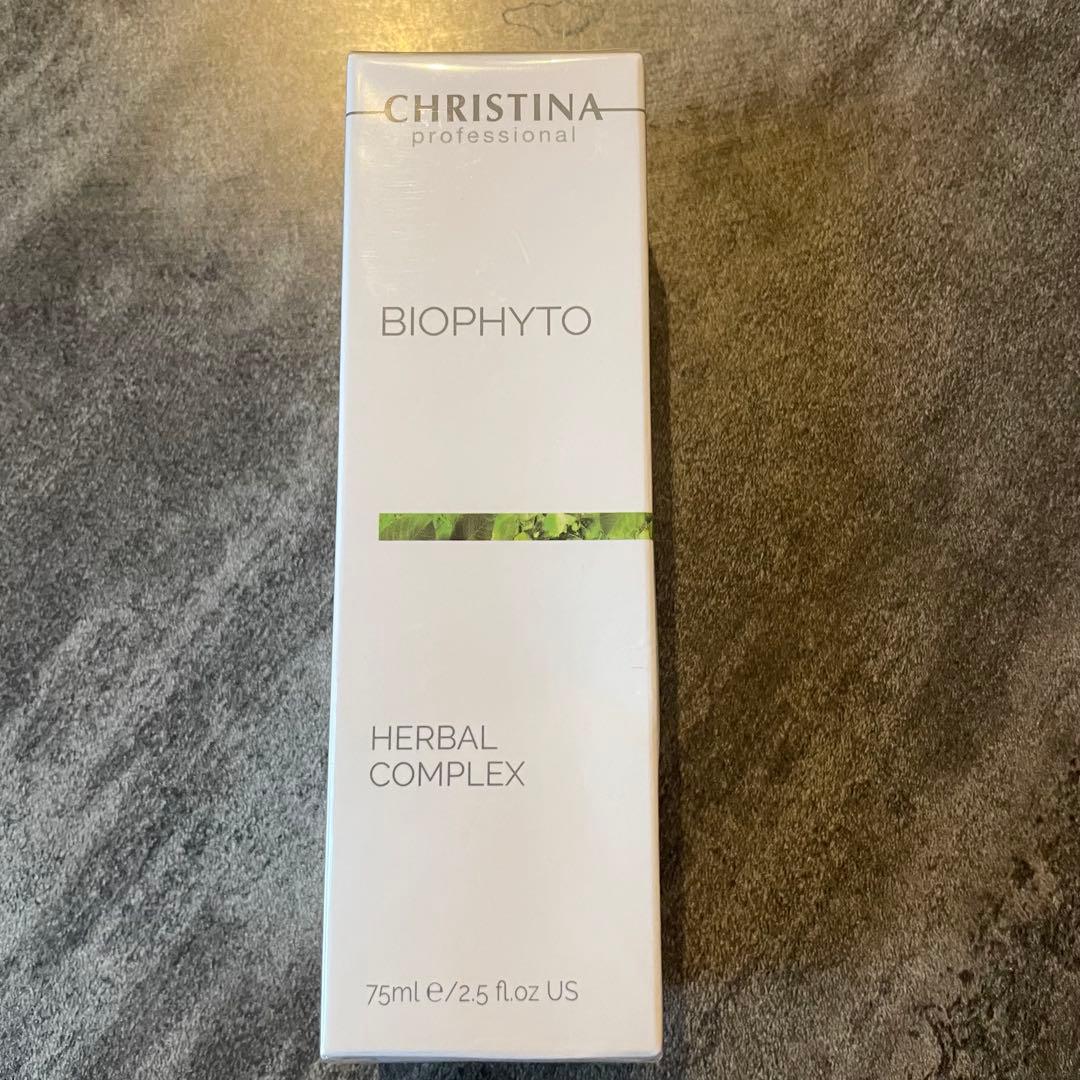 CHRISTINA
professional
BIOPHYTO
HERBAL
COMPLEX
75ml e/2.5 fl.oz US